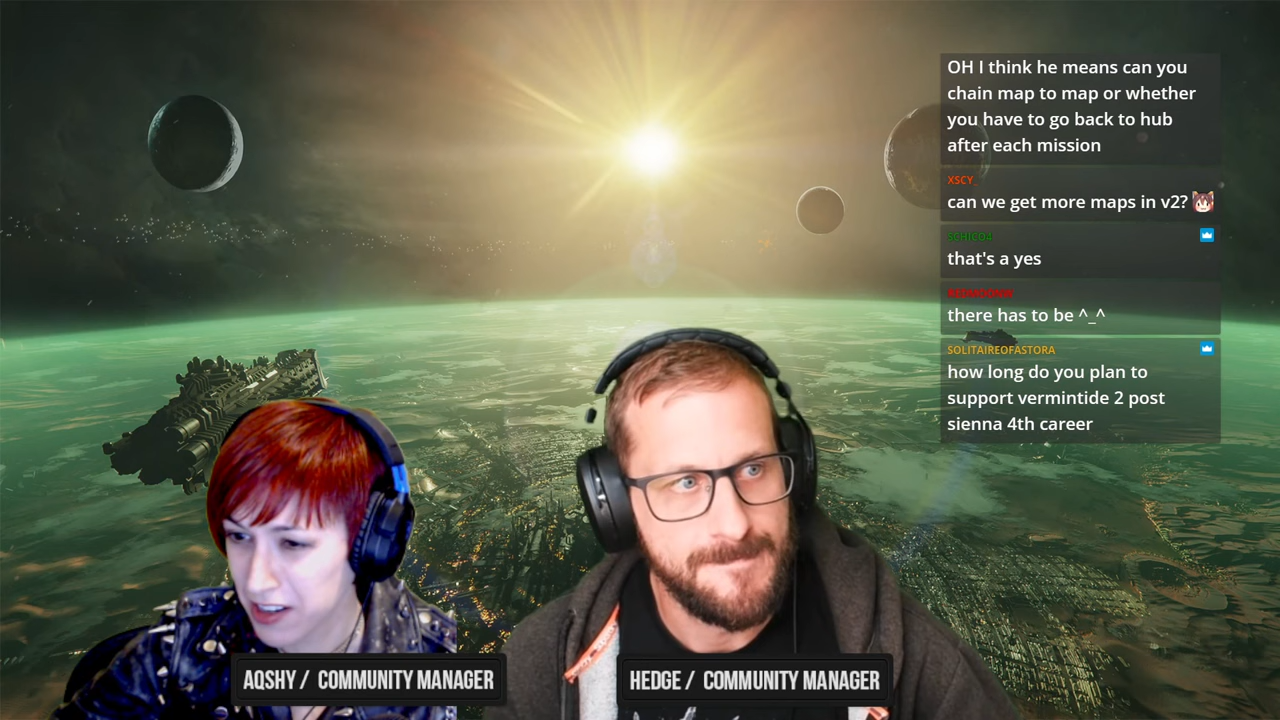 OH I think he means can you
chain map to map or whether
you have to go back to hub
after each mission
XSCY_
can we get more maps in v2?
that's a yes
there has to be ^_^
SOLITAIREOFASTORA
how long do you plan to
support vermintide 2 post
sienna 4th career
AQSHY / COMMUNITY MANAGER
HEDGE / COMMUNITY MANAGER